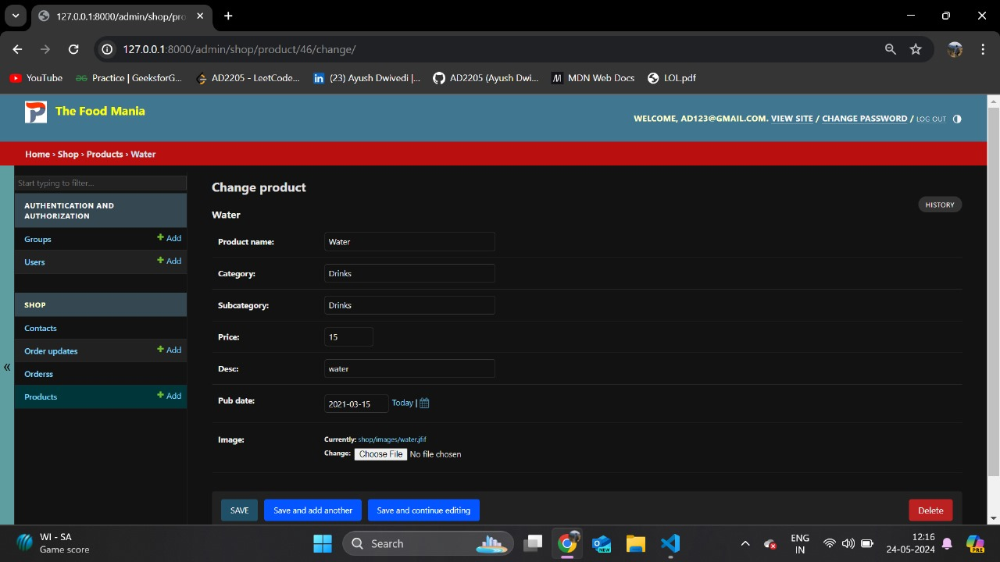 127.0.0.1:8000/admin/shop/pro
127.0.0.1:8000/admin/shop/product/46/change/
YouTube
Practice | GeeksforG...
AD2205 - LeetCode...
(23) Ayush Dwivedi |...
GitHub AD2205 (Ayush Dwi...
MDN Web Docs
LOL.pdf
The Food Mania
WELCOME, AD123@GMAIL.COM. VIEW SITE / CHANGE PASSWORD / LOG OUT
Home › Shop › Products › Water
Start typing to filter...
AUTHENTICATION AND
AUTHORIZATION
Groups + Add
Users + Add
SHOP
Contacts
Order updates + Add
Orderss
Products + Add
«
Change product
HISTORY
Water
Product name: Water
Category: Drinks
Subcategory: Drinks
Price: 15
Desc: water
Pub date: 2021-03-15 Today |
Image: Currently: shop/images/water.jfif
Change: Choose File No file chosen
SAVE
Save and add another
Save and continue editing
Delete
WI - SA
Game score
Search
NEW
ENG
IN
12:16
24-05-2024
PRE